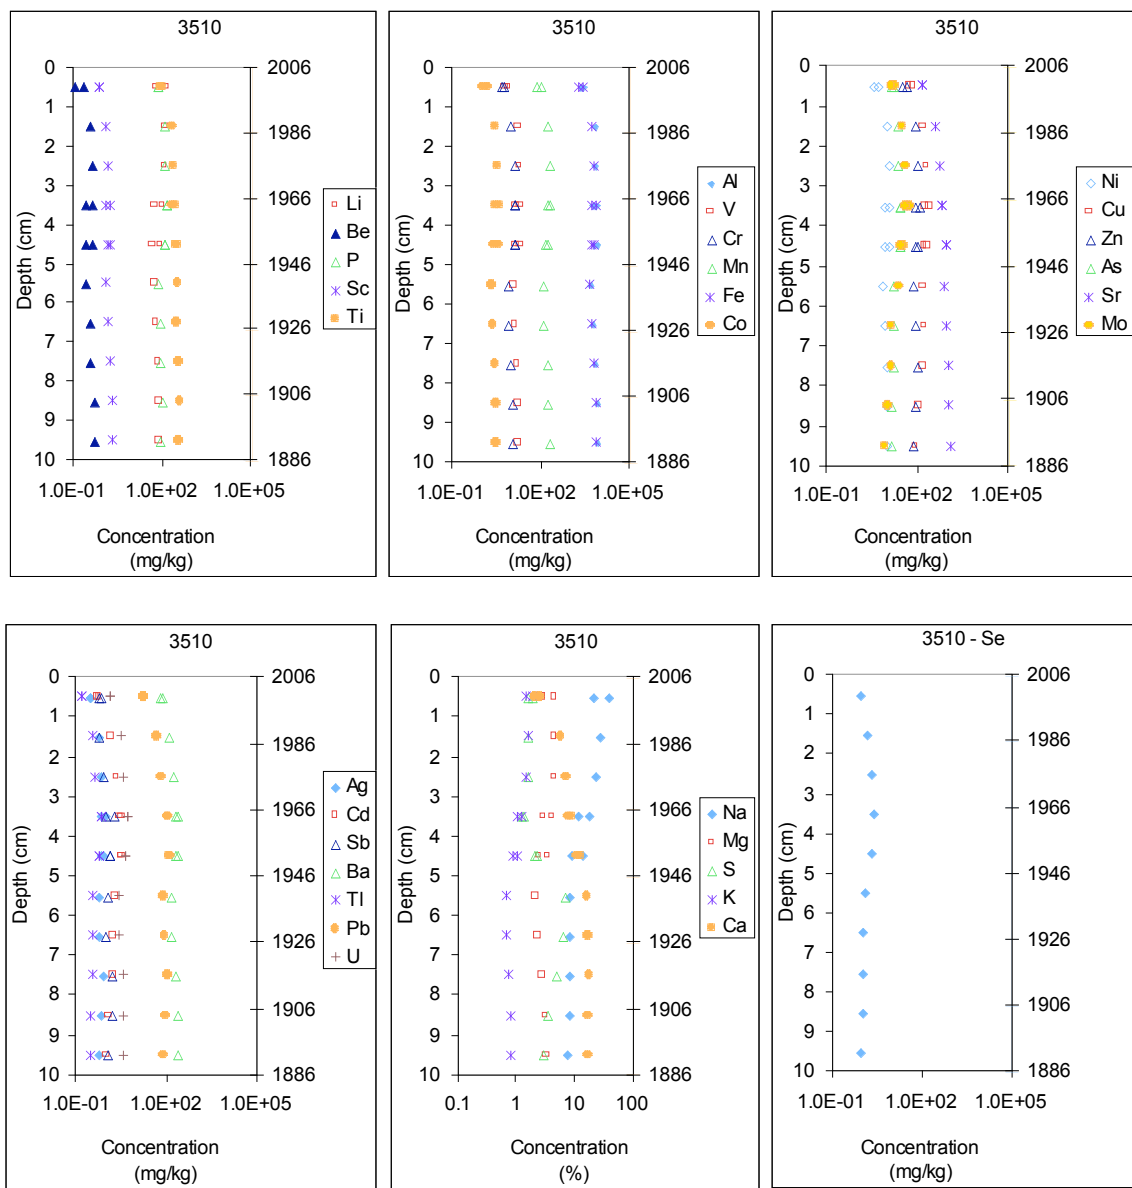 3510
0
1
2
3
4
5
6
7
8
9
10
Depth (cm)
2006
1986
1966
1946
1926
1906
1886
1.0E-01 1.0E+02 1.0E+05
Concentration
(mg/kg)
Li
Be
P
Sc
Ti
3510
0
1
2
3
4
5
6
7
8
9
10
Depth (cm)
2006
1986
1966
1946
1926
1906
1886
1.0E-01 1.0E+02 1.0E+05
Concentration
(mg/kg)
Al
V
Cr
Mn
Fe
Co
3510
0
1
2
3
4
5
6
7
8
9
10
Depth (cm)
2006
1986
1966
1946
1926
1906
1886
1.0E-01 1.0E+02 1.0E+05
Concentration
(mg/kg)
Ni
Cu
Zn
As
Sr
Mo
3510
0
1
2
3
4
5
6
7
8
9
10
Depth (cm)
2006
1986
1966
1946
1926
1906
1886
1.0E-01 1.0E+02 1.0E+05
Concentration
(mg/kg)
Ag
Cd
Sb
Ba
Tl
Pb
U
3510
0
1
2
3
4
5
6
7
8
9
10
Depth (cm)
2006
1986
1966
1946
1926
1906
1886
0.1 1 10 100
Concentration
(%)
Na
Mg
S
K
Ca
3510 - Se
0
1
2
3
4
5
6
7
8
9
10
Depth (cm)
2006
1986
1966
1946
1926
1906
1886
1.0E-01 1.0E+02 1.0E+05
Concentration
(mg/kg)